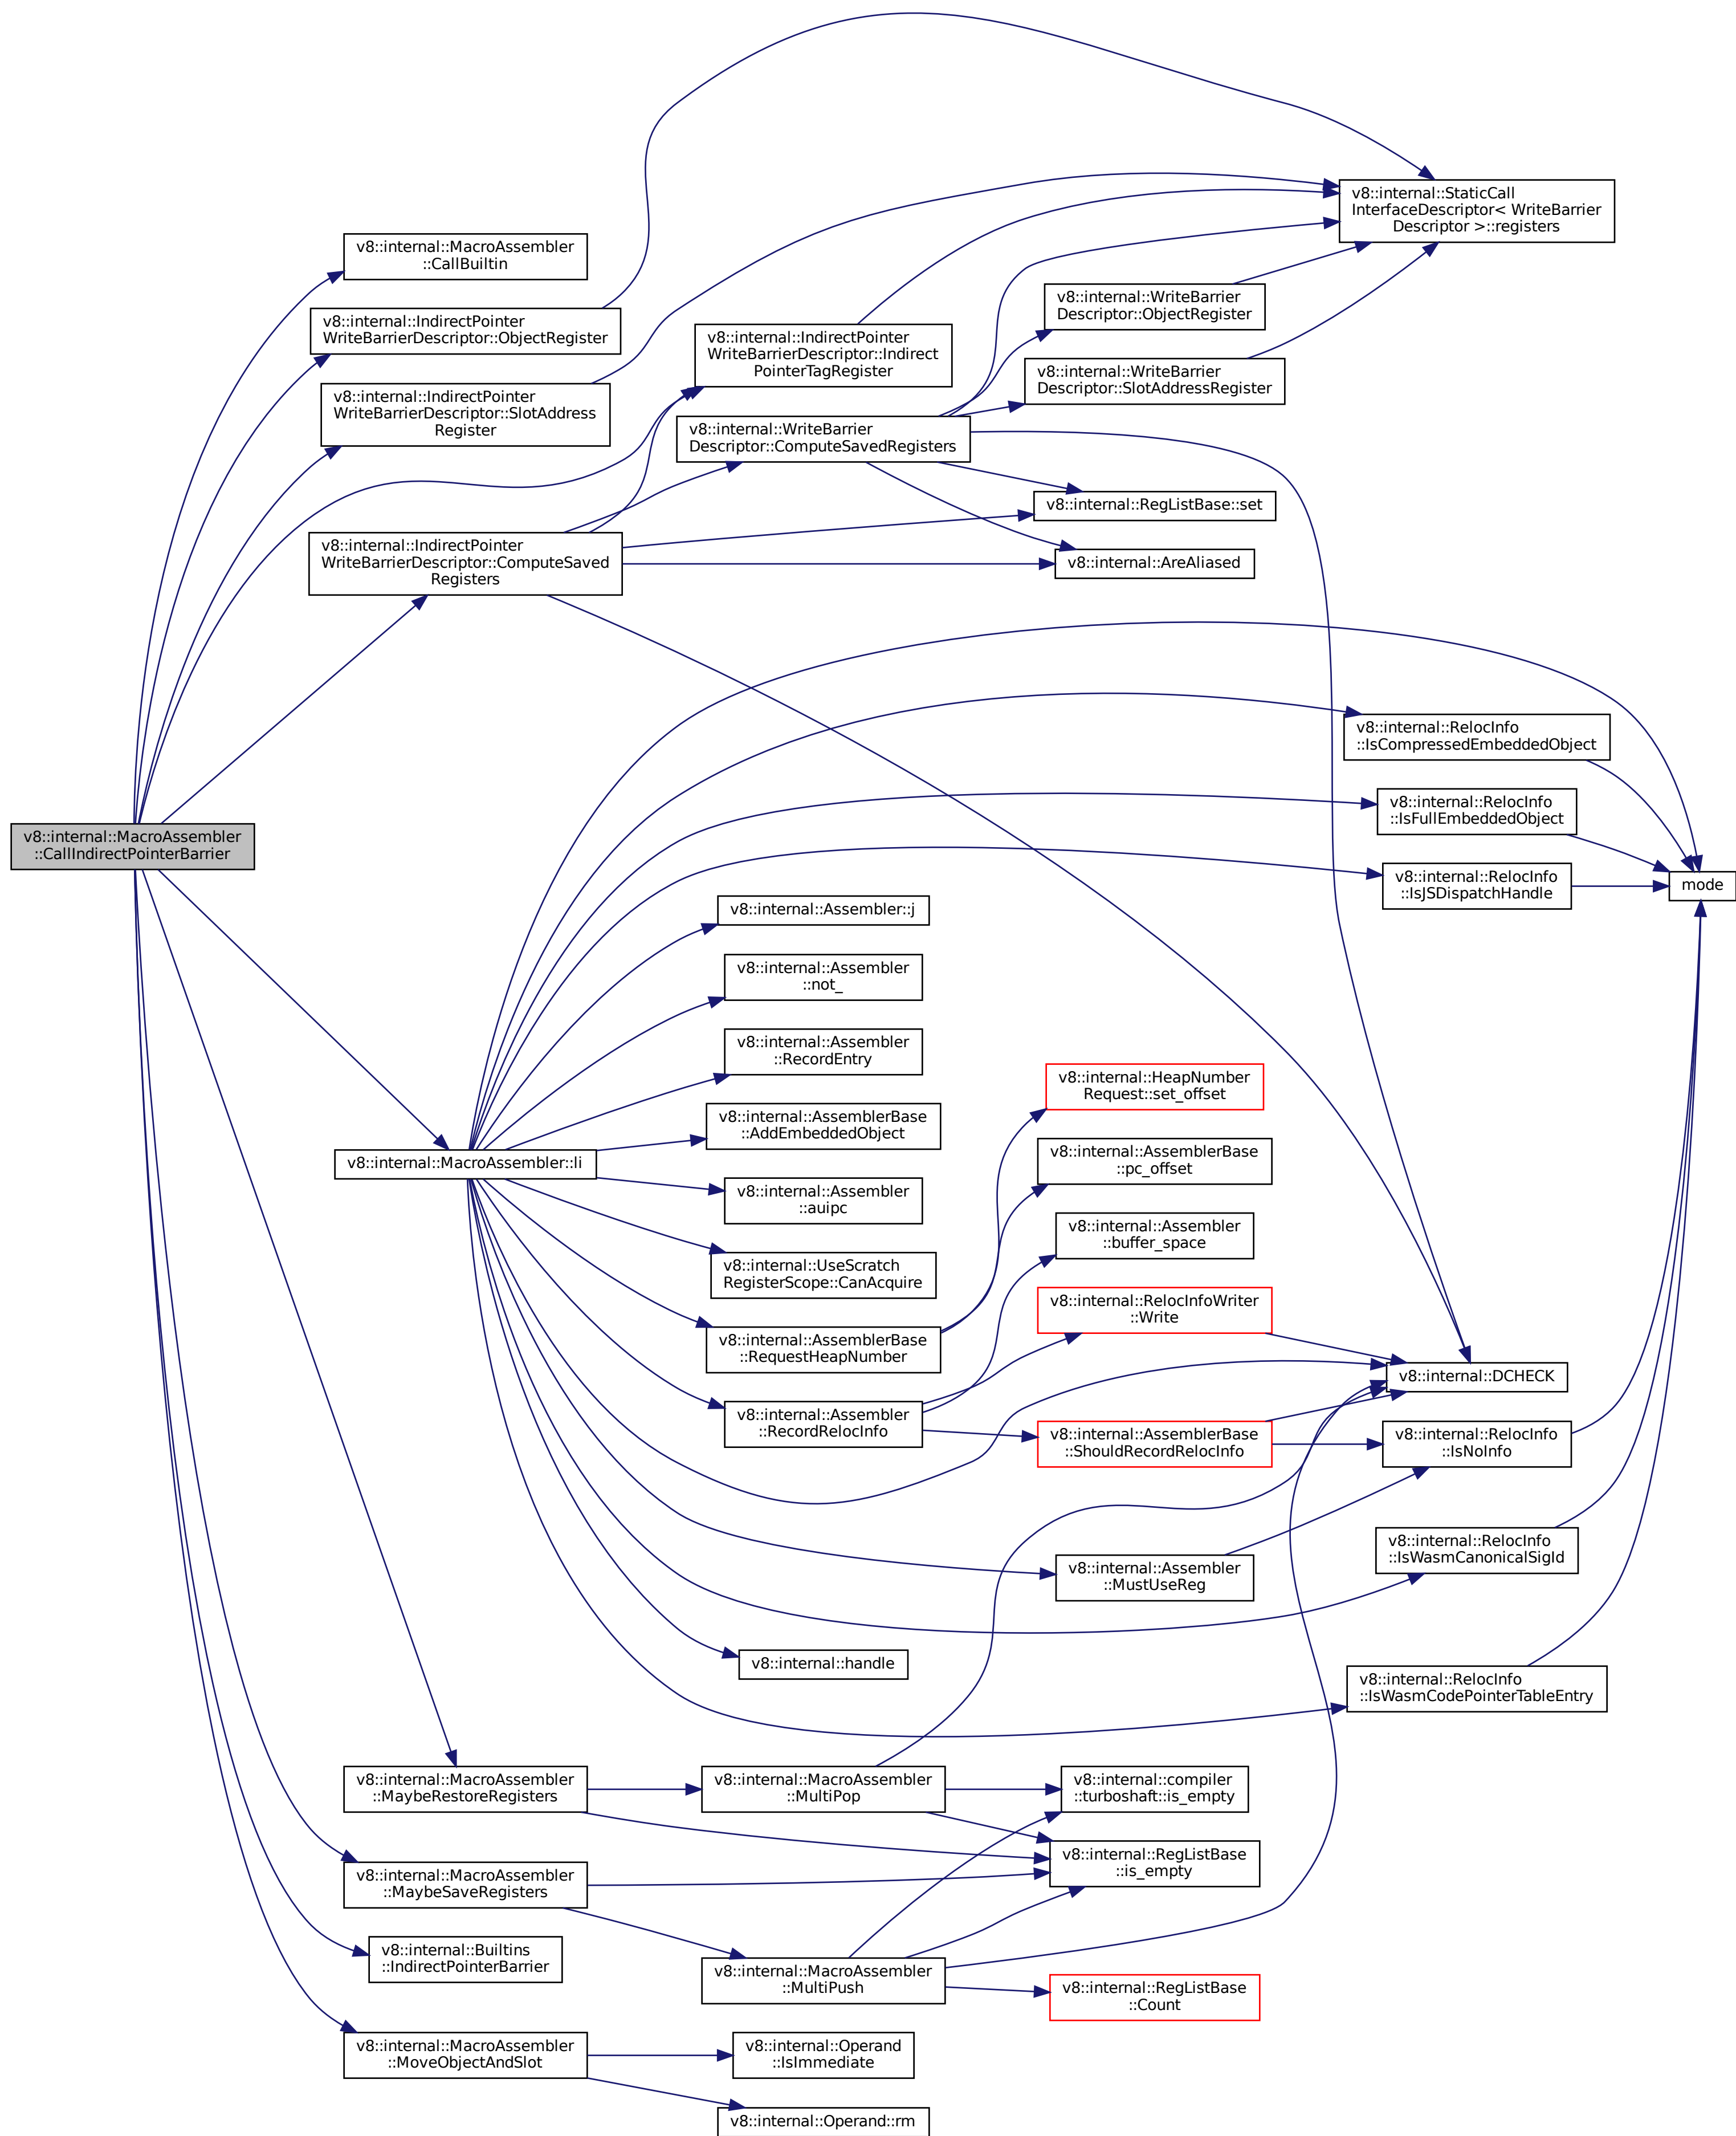 v8::internal::MacroAssembler
::CallIndirectPointerBarrier
v8::internal::MacroAssembler
::CallBuiltin
v8::internal::IndirectPointer
WriteBarrierDescriptor::ObjectRegister
v8::internal::IndirectPointer
WriteBarrierDescriptor::SlotAddress
Register
v8::internal::IndirectPointer
WriteBarrierDescriptor::ComputeSaved
Registers
v8::internal::MacroAssembler::li
v8::internal::MacroAssembler
::MaybeRestoreRegisters
v8::internal::MacroAssembler
::MaybeSaveRegisters
v8::internal::Builtins
::IndirectPointerBarrier
v8::internal::MacroAssembler
::MoveObjectAndSlot
v8::internal::IndirectPointer
WriteBarrierDescriptor::Indirect
PointerTagRegister
v8::internal::WriteBarrier
Descriptor::ComputeSavedRegisters
v8::internal::Assembler::j
v8::internal::Assembler
::not_
v8::internal::Assembler
::RecordEntry
v8::internal::AssemblerBase
::AddEmbeddedObject
v8::internal::Assembler
::auipc
v8::internal::UseScratch
RegisterScope::CanAcquire
v8::internal::AssemblerBase
::RequestHeapNumber
v8::internal::Assembler
::RecordRelocInfo
v8::internal::handle
v8::internal::MacroAssembler
::MultiPop
v8::internal::MacroAssembler
::MultiPush
v8::internal::Operand
::IsImmediate
v8::internal::Operand::rm
v8::internal::WriteBarrier
Descriptor::ObjectRegister
v8::internal::WriteBarrier
Descriptor::SlotAddressRegister
v8::internal::RegListBase::set
v8::internal::AreAliased
v8::internal::HeapNumber
Request::set_offset
v8::internal::AssemblerBase
::pc_offset
v8::internal::Assembler
::buffer_space
v8::internal::RelocInfoWriter
::Write
v8::internal::AssemblerBase
::ShouldRecordRelocInfo
v8::internal::Assembler
::MustUseReg
v8::internal::compiler
::turboshaft::is_empty
v8::internal::RegListBase
::is_empty
v8::internal::RegListBase
::Count
v8::internal::StaticCall
InterfaceDescriptor< WriteBarrier
Descriptor >::registers
v8::internal::RelocInfo
::IsCompressedEmbeddedObject
v8::internal::RelocInfo
::IsFullEmbeddedObject
v8::internal::RelocInfo
::IsJSDispatchHandle
v8::internal::DCHECK
v8::internal::RelocInfo
::IsNoInfo
v8::internal::RelocInfo
::IsWasmCanonicalSigId
v8::internal::RelocInfo
::IsWasmCodePointerTableEntry
mode